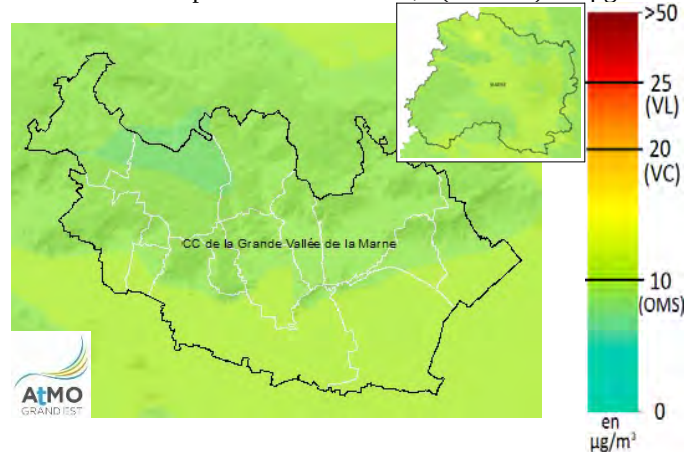 >50
MARNE
25
(VL)
20
(VC)
CC de la Grande Vallée de la Marne
10
(OMS)
0
en
µg/m³
AtMO
GRAND EST